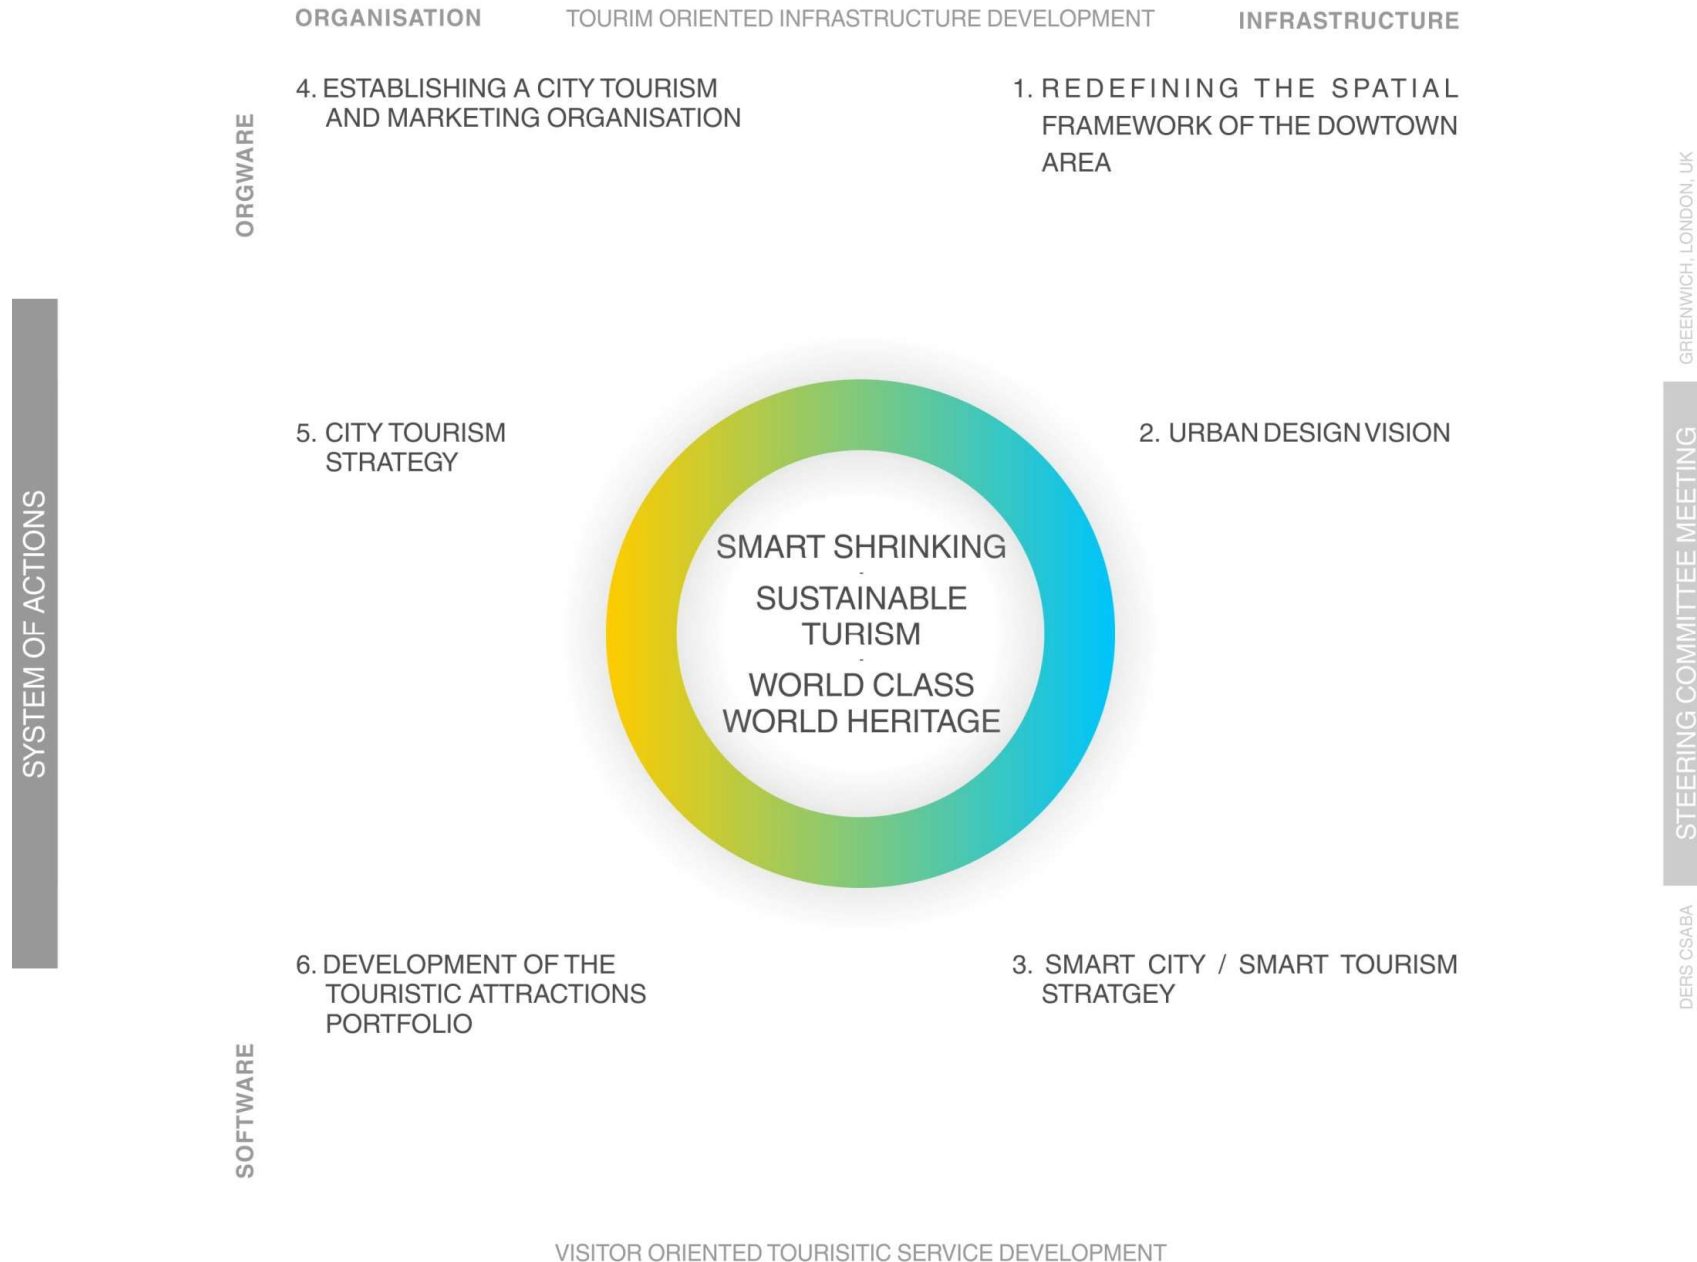 ORGANISATION
TOURIM ORIENTED INFRASTRUCTURE DEVELOPMENT
INFRASTRUCTURE
ORGWARE
4. ESTABLISHING A CITY TOURISM
AND MARKETING ORGANISATION
1. REDEFINING THE SPATIAL
FRAMEWORK OF THE DOWTOWN
AREA
SYSTEM OF ACTIONS
5. CITY TOURISM
STRATEGY
2. URBAN DESIGN VISION
SMART SHRINKING
-
SUSTAINABLE
TURISM
-
WORLD CLASS
WORLD HERITAGE
6. DEVELOPMENT OF THE
TOURISTIC ATTRACTIONS
PORTFOLIO
3. SMART CITY / SMART TOURISM
STRATGEY
SOFTWARE
VISITOR ORIENTED TOURISITIC SERVICE DEVELOPMENT
GREENWICH, LONDON, UK
STEERING COMMITTEE MEETING
DERS CSABA